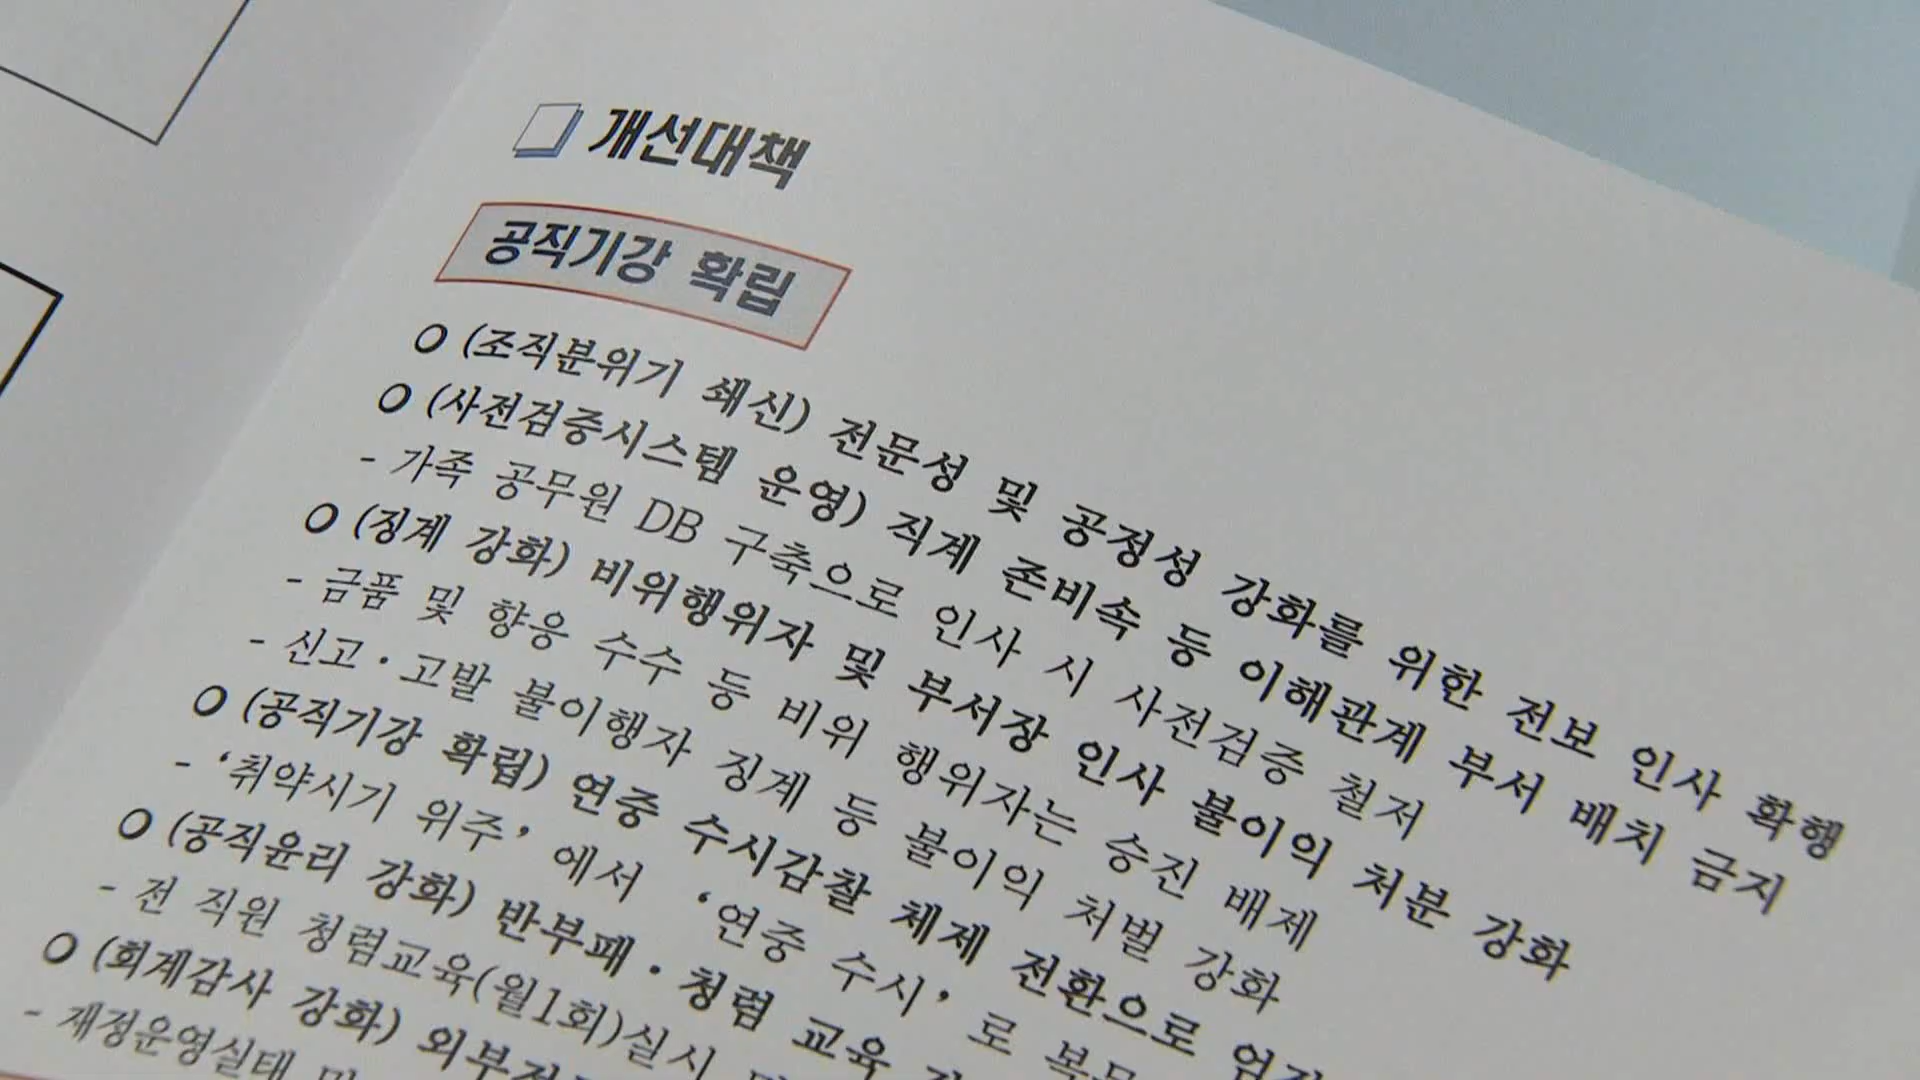 개선대책
공직기강 확립
○ (조직분위기 쇄신) 전문성 및 공정성 강화를 위한 전보 인사 확행
○ (사전검증시스템 운영) 직계 존비속 등 이해관계 부서 배치 금지
- 가족 공무원 DB 구축으로 인사 시 사전검증 철저
○ (징계 강화) 비위행위자 및 부서장 인사 불이의 처분 강화
- 금품 및 향응 수수 등 비위 행위자는 승진 배제
- 신고·고발 불이행자 징계 등 불이의 처벌 강화
○ (공직기강 확립) 연중 수시감찰 체제 전환으로
- ‘취약시기 위주’에서 ‘연중 수시’로
○ (공직윤리 강화) 반부패·청렴 교육
- 전 직원 청렴교육(월1회)실시
○ (회계감사 강화)
- 재정운영실태